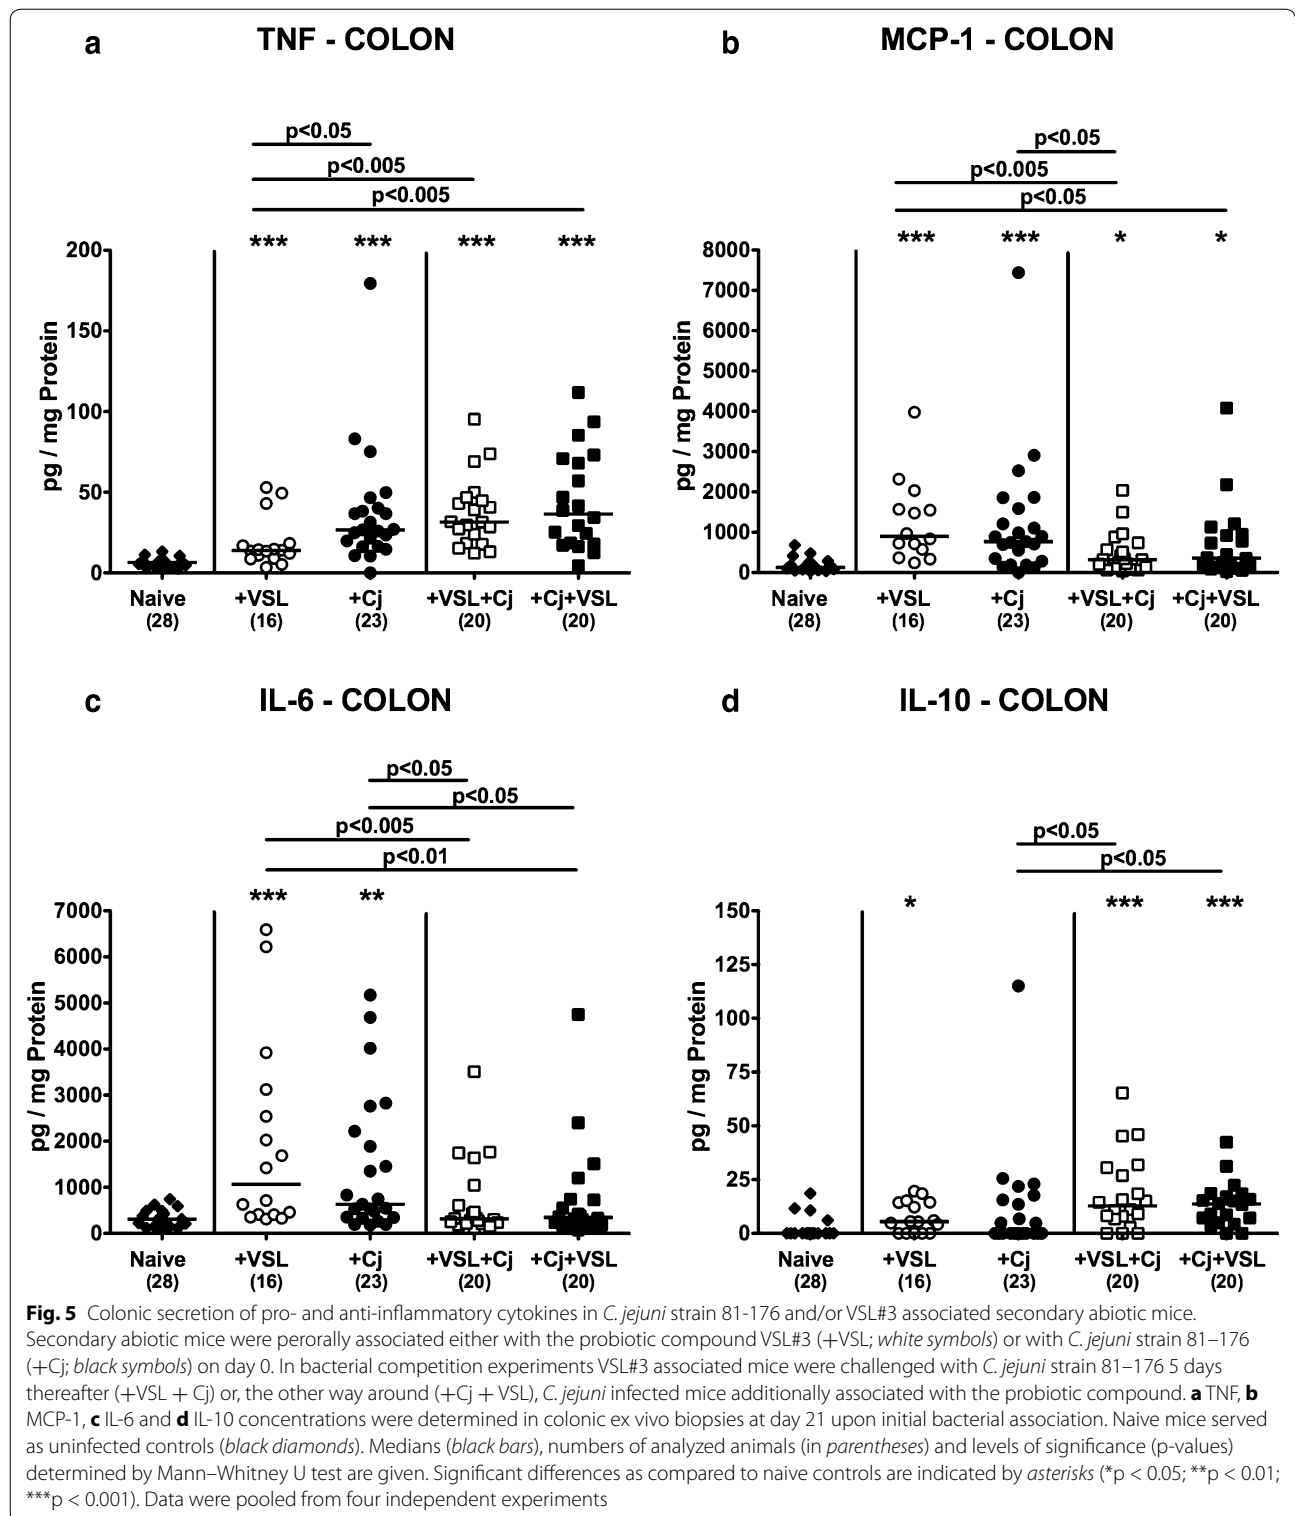 a TNF - COLON
p<0.05
p<0.005
p<0.005
*** *** *** ***
200
150
100
50
0
pg / mg Protein
Naive +VSL +Cj +VSL+Cj +Cj+VSL
(28) (16) (23) (20) (20)
b MCP-1 - COLON
p<0.05
p<0.005
p<0.05
*** *** * *
8000
7000
6000
5000
4000
3000
2000
1000
0
pg / mg Protein
Naive +VSL +Cj +VSL+Cj +Cj+VSL
(28) (16) (23) (20) (20)
c IL-6 - COLON
p<0.05
p<0.05
p<0.005
p<0.01
*** **
7000
6000
5000
4000
3000
2000
1000
0
pg / mg Protein
Naive +VSL +Cj +VSL+Cj +Cj+VSL
(28) (16) (23) (20) (20)
d IL-10 - COLON
p<0.05
p<0.05
* *** ***
150
125
100
75
50
25
0
pg / mg Protein
Naive +VSL +Cj +VSL+Cj +Cj+VSL
(28) (16) (23) (20) (20)
Fig. 5 Colonic secretion of pro- and anti-inflammatory cytokines in C. jejuni strain 81-176 and/or VSL#3 associated secondary abiotic mice.
Secondary abiotic mice were perorally associated either with the probiotic compound VSL#3 (+VSL; white symbols) or with C. jejuni strain 81–176
(+Cj; black symbols) on day 0. In bacterial competition experiments VSL#3 associated mice were challenged with C. jejuni strain 81–176 5 days
thereafter (+VSL + Cj) or, the other way around (+Cj + VSL), C. jejuni infected mice additionally associated with the probiotic compound. a TNF, b
MCP-1, c IL-6 and d IL-10 concentrations were determined in colonic ex vivo biopsies at day 21 upon initial bacterial association. Naive mice served
as uninfected controls (black diamonds). Medians (black bars), numbers of analyzed animals (in parentheses) and levels of significance (p-values)
determined by Mann–Whitney U test are given. Significant differences as compared to naive controls are indicated by asterisks (*p < 0.05; **p < 0.01;
***p < 0.001). Data were pooled from four independent experiments